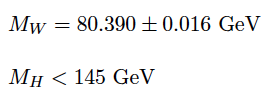 M_W = 80.390 ± 0.016 GeV
M_H < 145 GeV